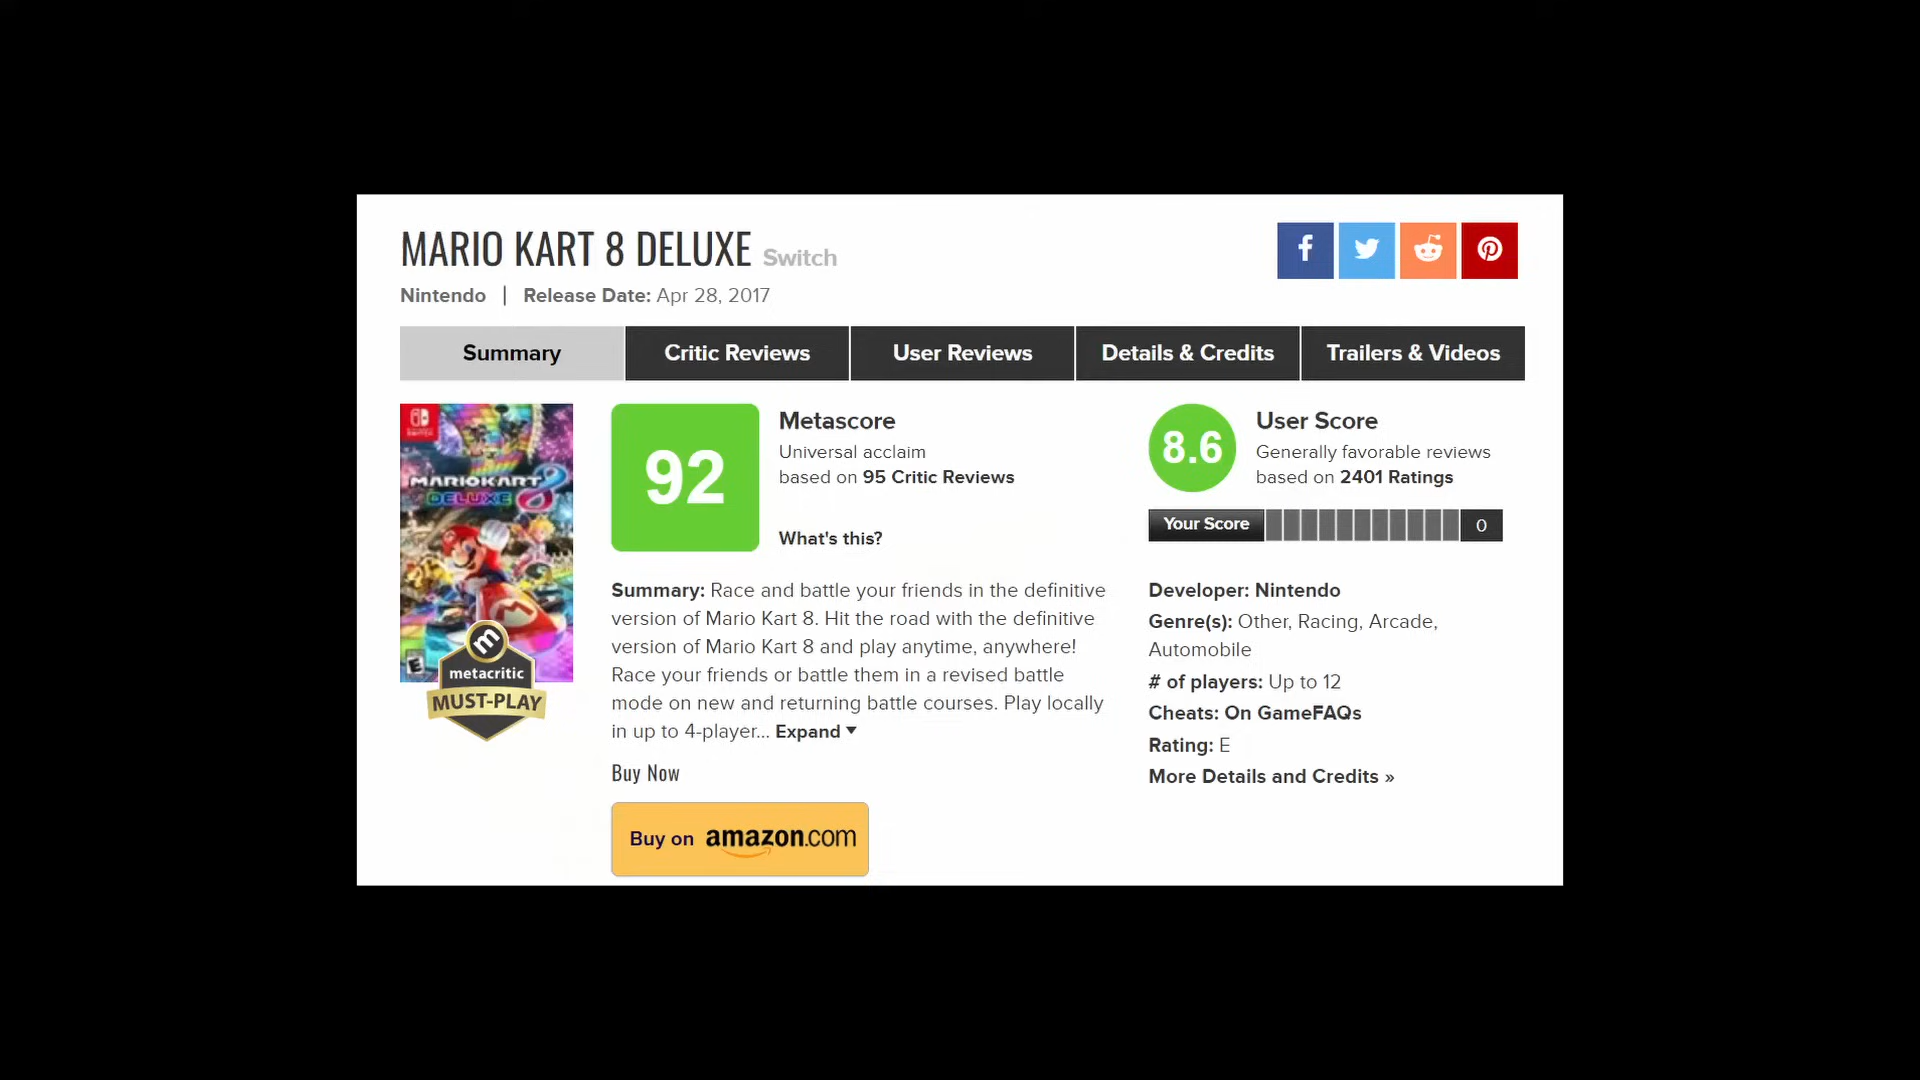 MARIO KART 8 DELUXE Switch
Nintendo | Release Date: Apr 28, 2017
Summary
Critic Reviews
User Reviews
Details & Credits
Trailers & Videos
MARIOKART 8
DELUXE
E
m
metacritic
MUST-PLAY
92
Metascore
Universal acclaim
based on 95 Critic Reviews
What's this?
Summary: Race and battle your friends in the definitive
version of Mario Kart 8. Hit the road with the definitive
version of Mario Kart 8 and play anytime, anywhere!
Race your friends or battle them in a revised battle
mode on new and returning battle courses. Play locally
in up to 4-player... Expand
Buy Now
Buy on amazon.com
8.6
User Score
Generally favorable reviews
based on 2401 Ratings
Your Score 0
Developer: Nintendo
Genre(s): Other, Racing, Arcade,
Automobile
# of players: Up to 12
Cheats: On GameFAQs
Rating: E
More Details and Credits »